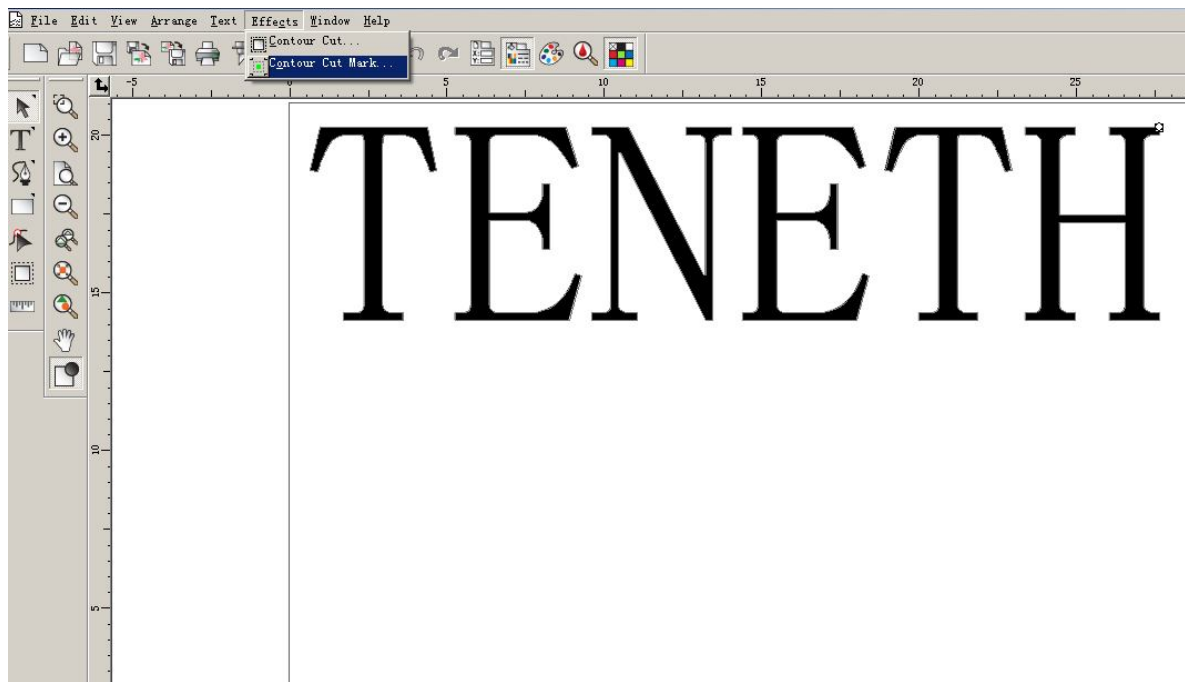 File Edit View Arrange Text Effects Window Help
Contour Cut...
Contour Cut Mark...
-5 0 5 10 15 20 25
20
15
10
5
TENETH